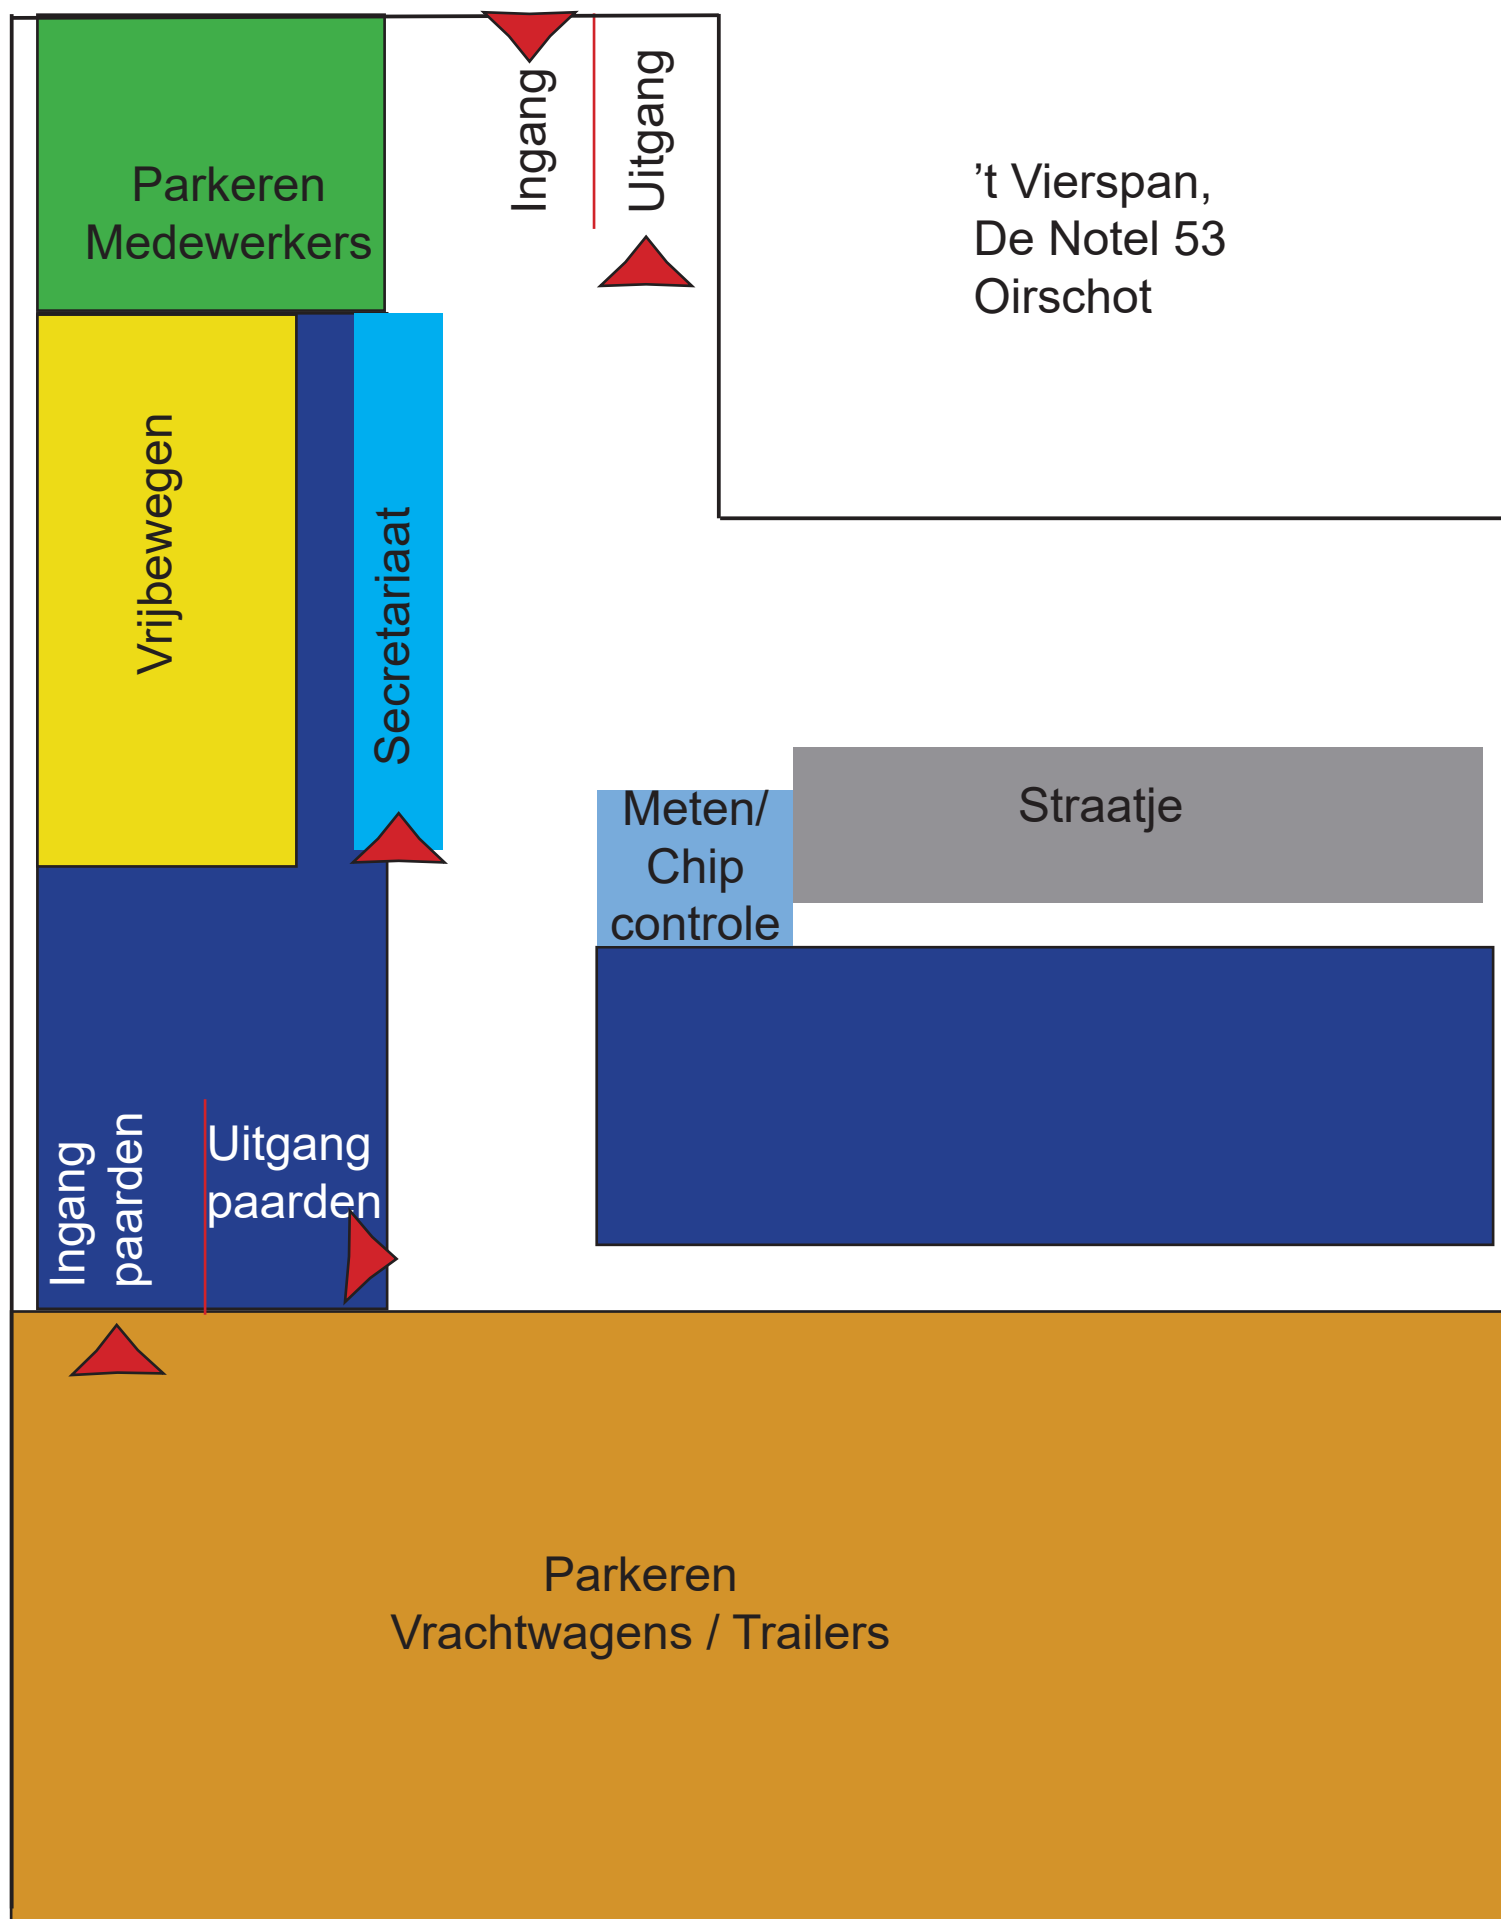 Ingang
Uitgang
Parkeren
Medewerkers
’t Vierspan,
De Notel 53
Oirschot
Vrijbewegen
Secretariaat
Meten/
Chip
controle
Straatje
Ingang
paarden
Uitgang
paarden
Parkeren
Vrachtwagens / Trailers